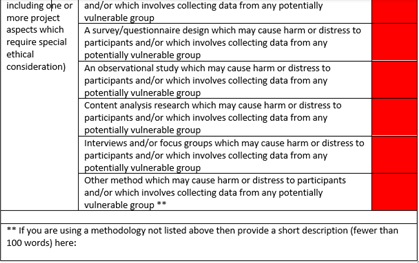 including one or
more project
aspects which
require special
ethical
consideration)
and/or which involves collecting data from any potentially
vulnerable group
A survey/questionnaire design which may cause harm or distress to
participants and/or which involves collecting data from any
potentially vulnerable group
An observational study which may cause harm or distress to
participants and/or which involves collecting data from any
potentially vulnerable group
Content analysis research which may cause harm or distress to
participants and/or which involves collecting data from any
potentially vulnerable group
Interviews and/or focus groups which may cause harm or distress to
participants and/or which involves collecting data from any
potentially vulnerable group
Other method which may cause harm or distress to participants
and/or which involves collecting data from any potentially
vulnerable group **
** If you are using a methodology not listed above then provide a short description (fewer than
100 words) here: